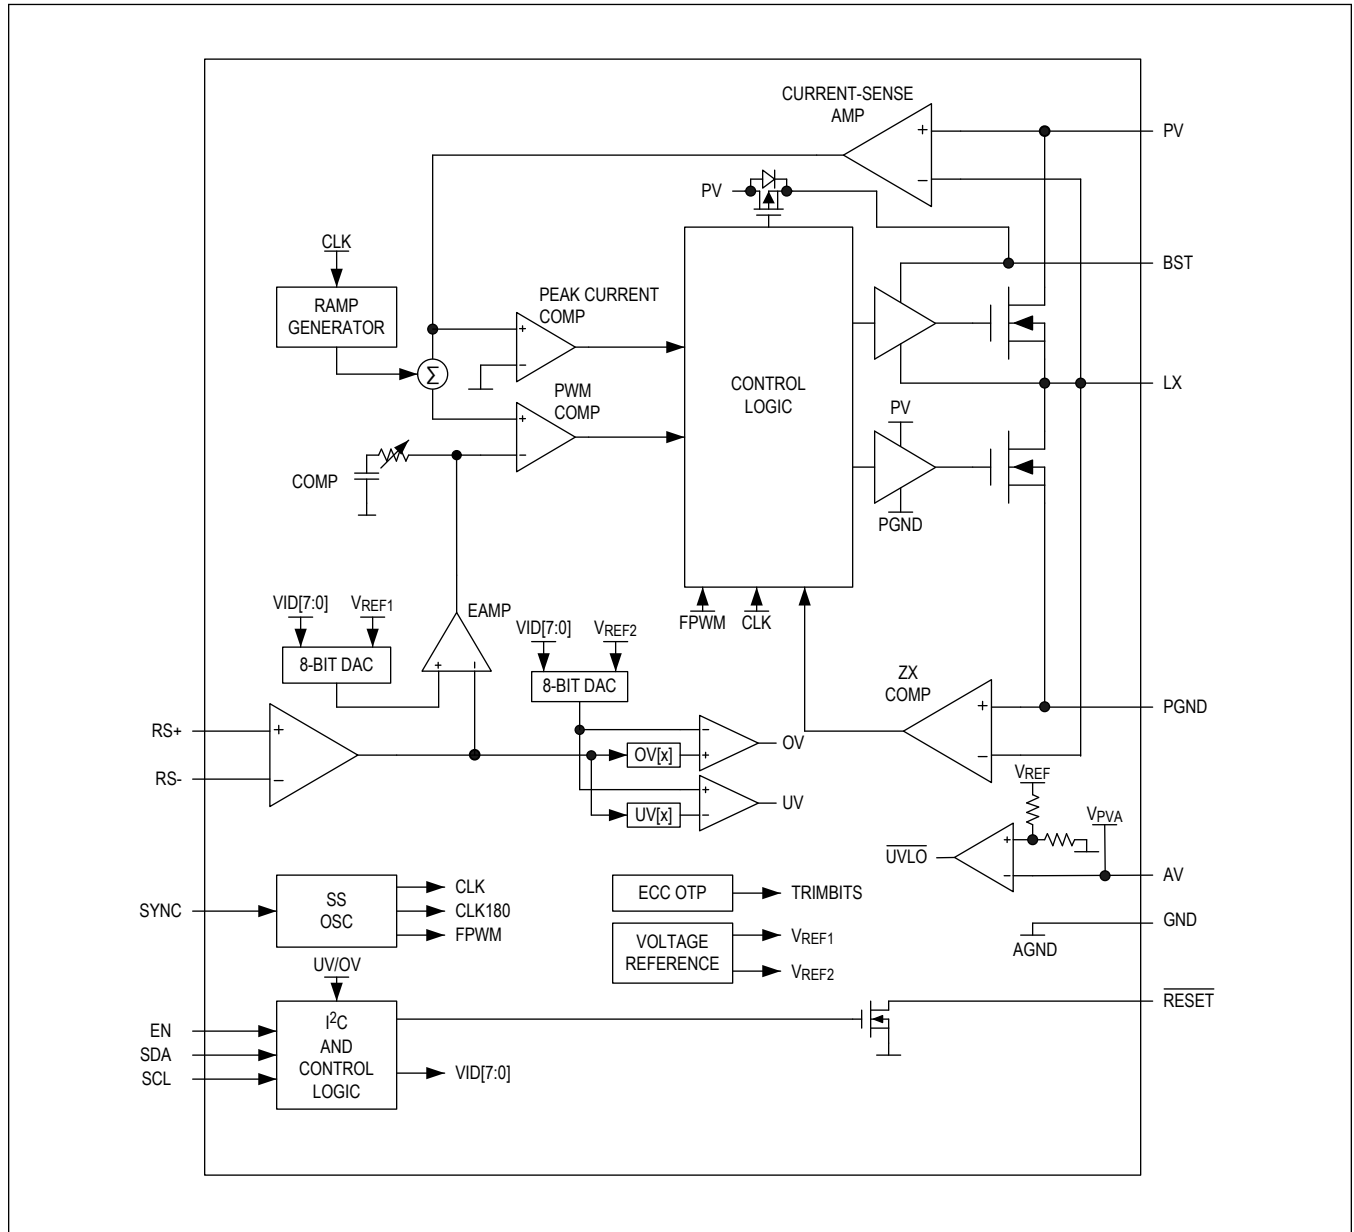 CURRENT-SENSE
AMP
+
−
PV
PV
CLK
BST
RAMP
GENERATOR
PEAK CURRENT
COMP
+
−
Σ
CONTROL
LOGIC
LX
PWM
COMP
+
−
PV
COMP
PGND
FPWM
CLK
VID[7:0]
VREF1
EAMP
VID[7:0]
VREF2
8-BIT DAC
+
−
8-BIT DAC
ZX
COMP
+
−
PGND
RS+
RS-
+
−
OV[x]
−
+
OV
UV[x]
+
−
UV
VREF
VPVA
UVLO
+
−
AV
SYNC
SS
OSC
CLK
CLK180
FPWM
ECC OTP
TRIMBITS
VOLTAGE
REFERENCE
VREF1
VREF2
GND
AGND
UV/OV
EN
SDA
SCL
I²C
AND
CONTROL
LOGIC
VID[7:0]
RESET